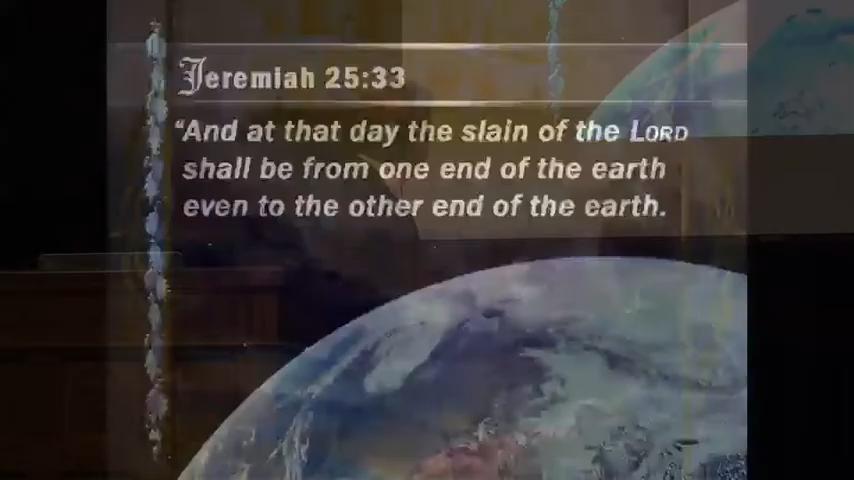 Jeremiah 25:33
“And at that day the slain of the LORD
shall be from one end of the earth
even to the other end of the earth.